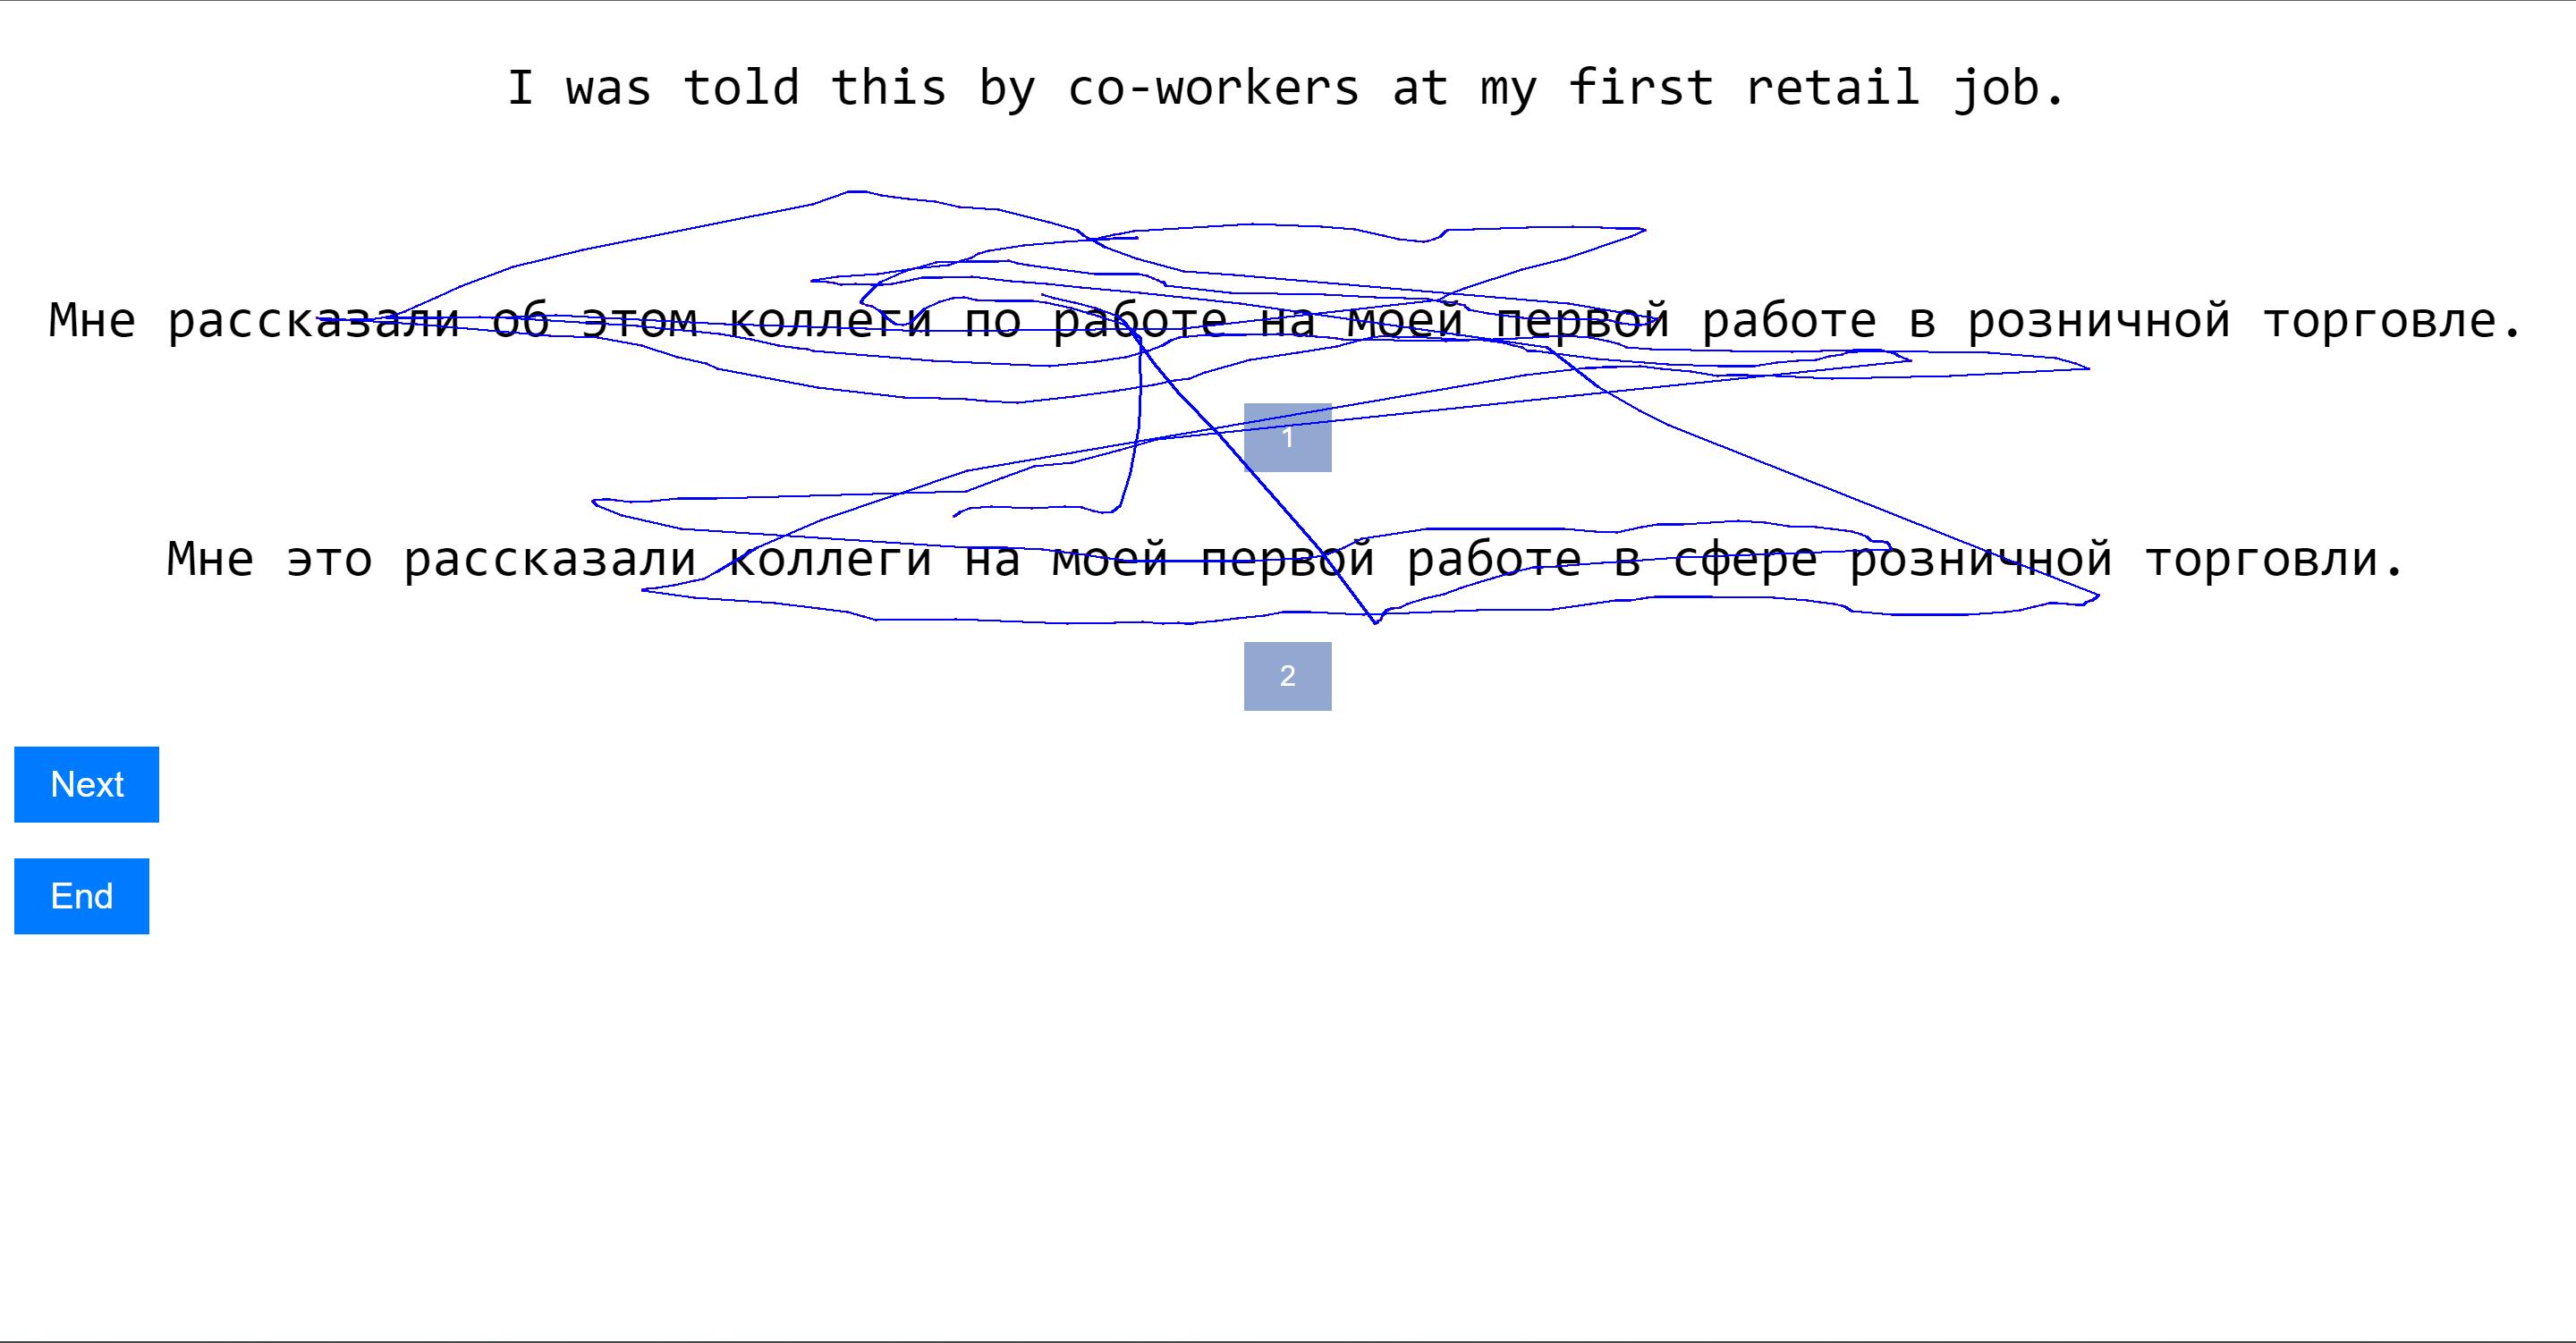 I was told this by co-workers at my first retail job.
Мне рассказали об этом коллеги по работе на моей первой работе в розничной торговле.
1
Мне это рассказали коллеги на моей первой работе в сфере розничной торговли.
2
Next
End